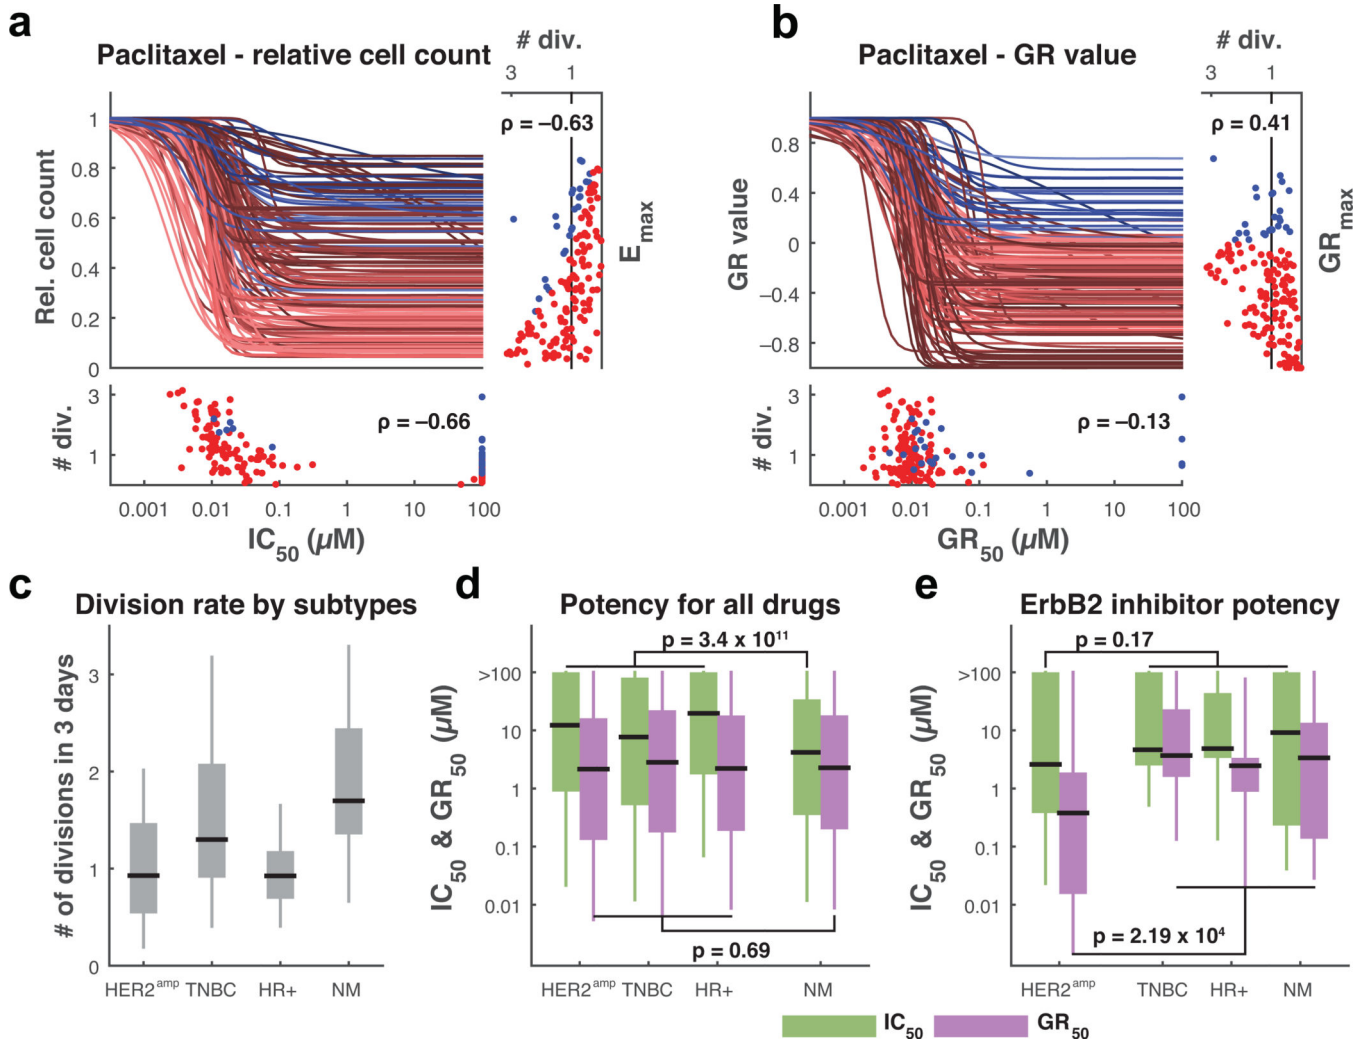 a
Paclitaxel - relative cell count
# div.
3 1
ρ = −0.63
Rel. cell count
1
0.8
0.6
0.4
0.2
0
E max
# div.
3
1
ρ = −0.66
0.001 0.01 0.1 1 10 100
IC50 (µM)
b
Paclitaxel - GR value
# div.
3 1
ρ = 0.41
GR value
0.8
0.4
0
−0.4
−0.8
GR max
# div.
3
1
ρ = −0.13
0.001 0.01 0.1 1 10 100
GR50 (µM)
c
Division rate by subtypes
# of divisions in 3 days
3
2
1
0
HER2amp TNBC HR+ NM
d
Potency for all drugs
p = 3.4 x 10¹¹
IC50 & GR50 (µM)
>100
10
1
0.1
0.01
p = 0.69
HER2amp TNBC HR+ NM
e
ErbB2 inhibitor potency
p = 0.17
IC50 & GR50 (µM)
>100
10
1
0.1
0.01
p = 2.19 x 10⁴
HER2amp TNBC HR+ NM
IC50 GR50